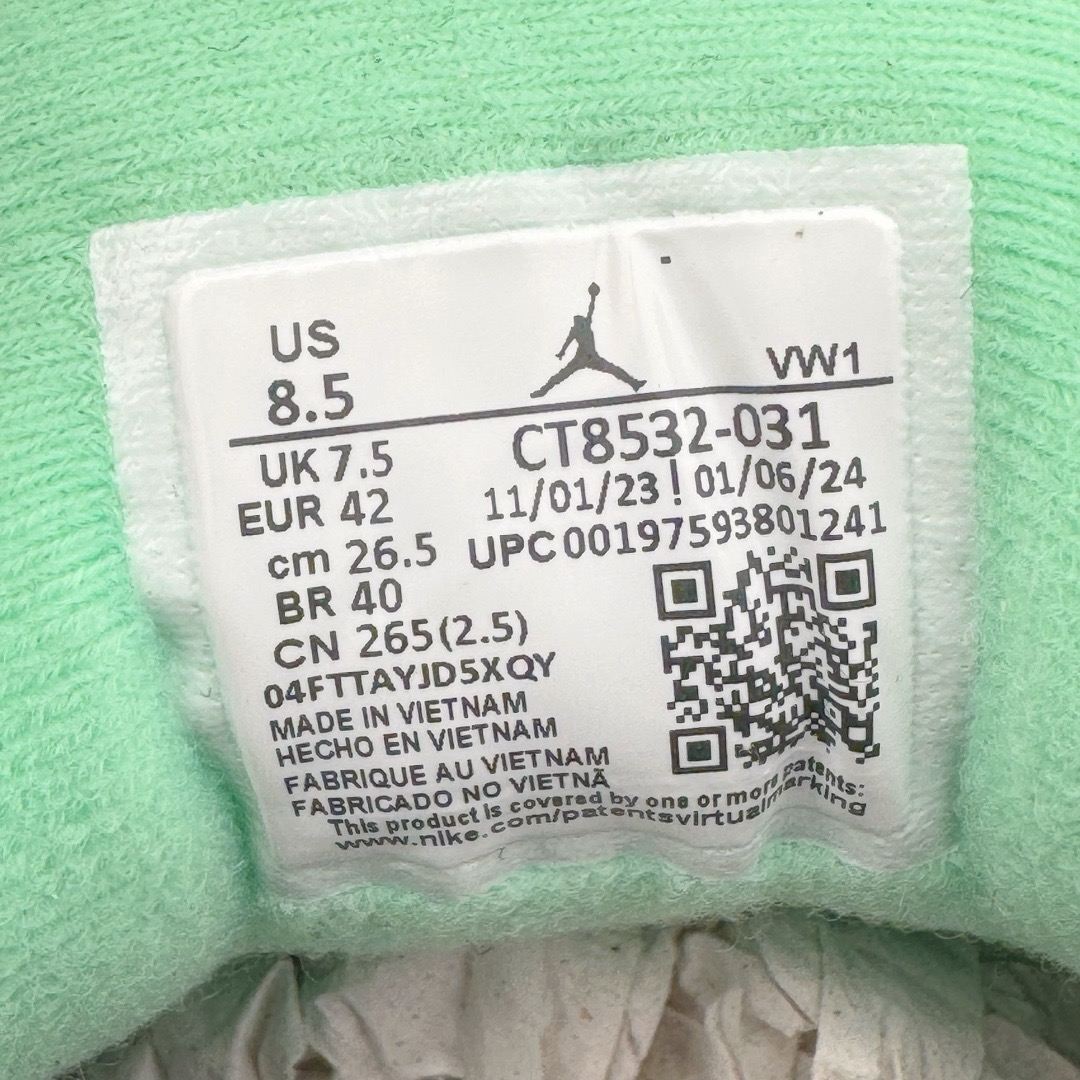 US
8.5
VW1
UK 7.5
CT8532-031
EUR 42
11/01/23 ! 01/06/24
cm 26.5
UPC 00197593801241
BR 40
CN 265(2.5)
04FTTAYJD5XQY
MADE IN VIETNAM
HECHO EN VIETNAM
FABRIQUE AU VIETNAM
FABRICADO NO VIETNÃ
This product is covered by one or more patents:
www.nike.com/patentsvirtualmarking